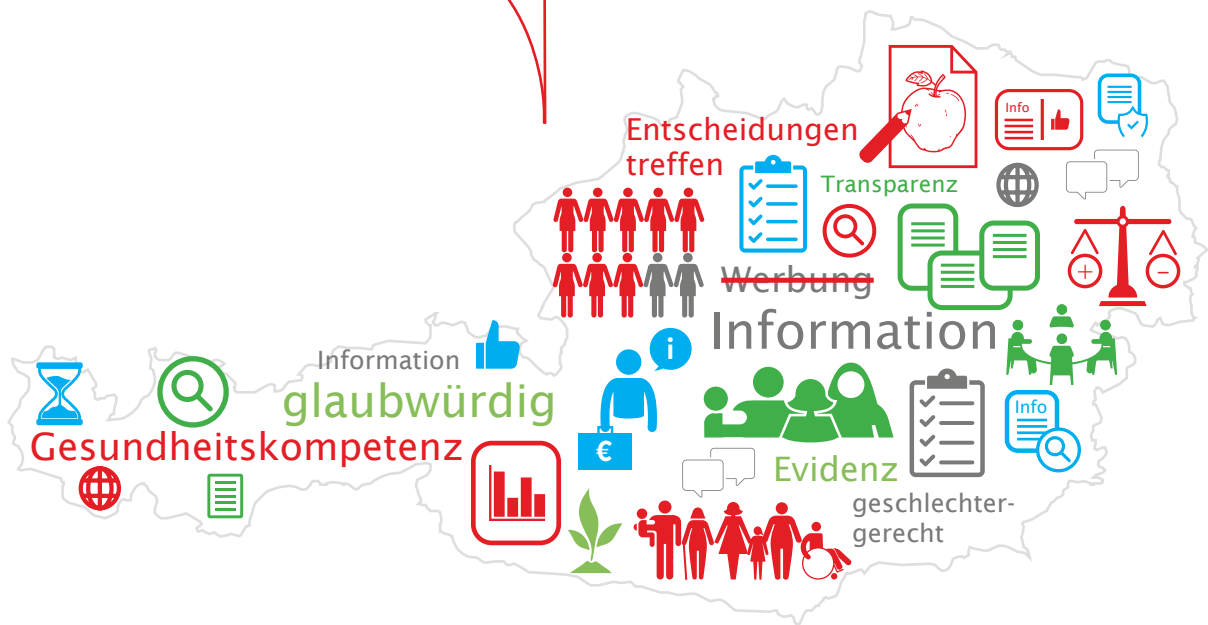 Entscheidungen
treffen
Info
Transparenz
+
–
Werbung
Information
i
Information
glaubwürdig
Info
Gesundheitskompetenz
€
Evidenz
geschlechter-
gerecht